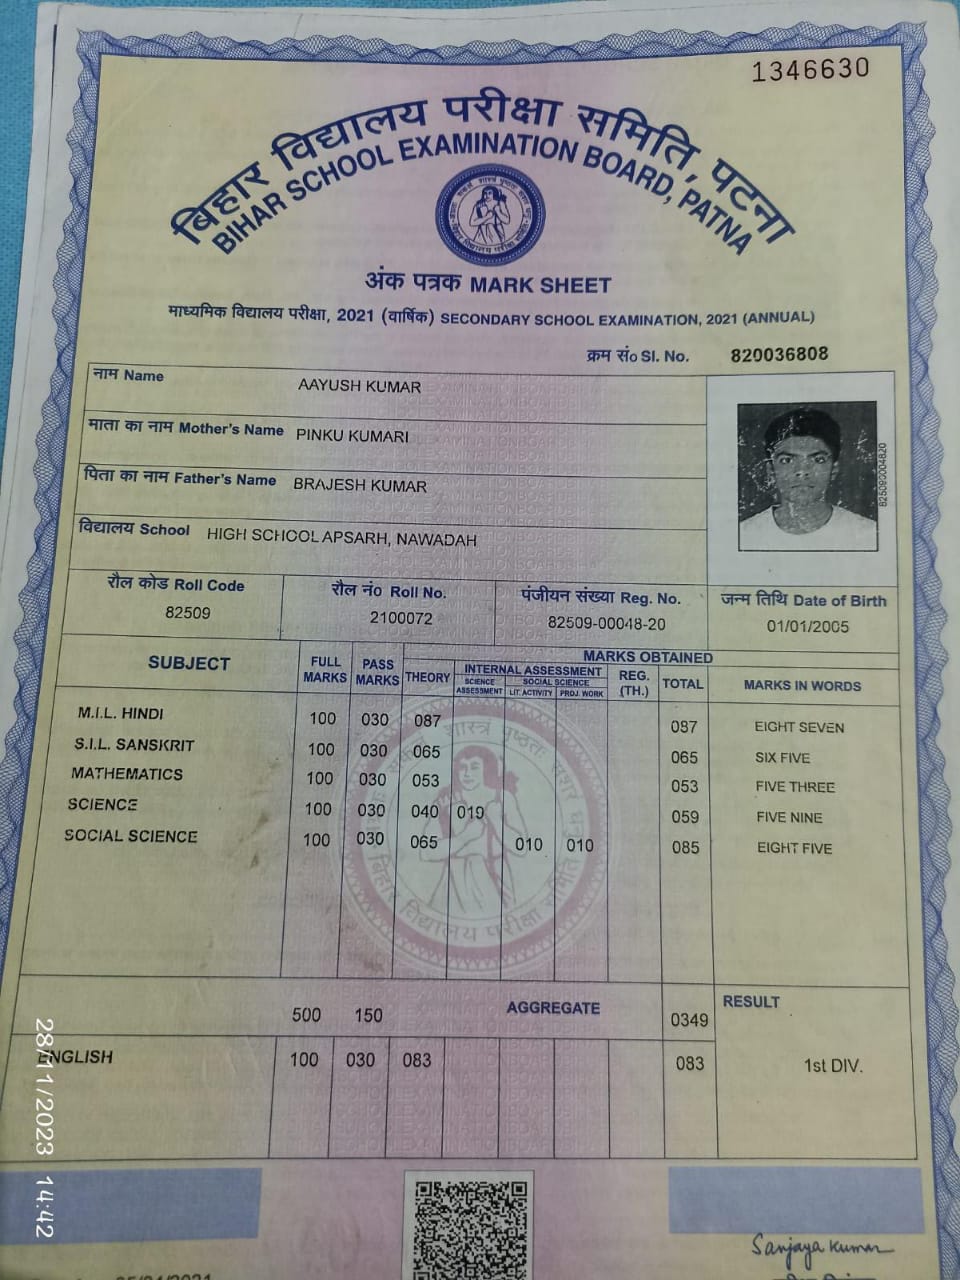 1346630
बिहार विद्यालय परीक्षा समिति, पटना
BIHAR SCHOOL EXAMINATION BOARD, PATNA
अंक पत्रक MARK SHEET
माध्यमिक विद्यालय परीक्षा, 2021 (वार्षिक) SECONDARY SCHOOL EXAMINATION, 2021 (ANNUAL)
क्रम सं० Sl. No. 820036808
नाम Name AAYUSH KUMAR
माता का नाम Mother's Name PINKU KUMARI
पिता का नाम Father's Name BRAJESH KUMAR
विद्यालय School HIGH SCHOOL APSARH, NAWADAH
825090004820
रौल कोड Roll Code रौल नं० Roll No. पंजीयन संख्या Reg. No. जन्म तिथि Date of Birth
82509 2100072 82509-00048-20 01/01/2005
SUBJECT FULL MARKS PASS MARKS MARKS OBTAINED
THEORY INTERNAL ASSESSMENT REG. (TH.) TOTAL MARKS IN WORDS
SCIENCE ASSESSMENT SOCIAL SCIENCE LIT. ACTIVITY PROJ. WORK
M.I.L. HINDI 100 030 087 087 EIGHT SEVEN
S.I.L. SANSKRIT 100 030 065 065 SIX FIVE
MATHEMATICS 100 030 053 053 FIVE THREE
SCIENCE 100 030 040 019 059 FIVE NINE
SOCIAL SCIENCE 100 030 065 010 010 085 EIGHT FIVE
500 150 AGGREGATE 0349 RESULT
ENGLISH 100 030 083 083 1st DIV.
28/11/2023 14:42
Sanjaya Kumar